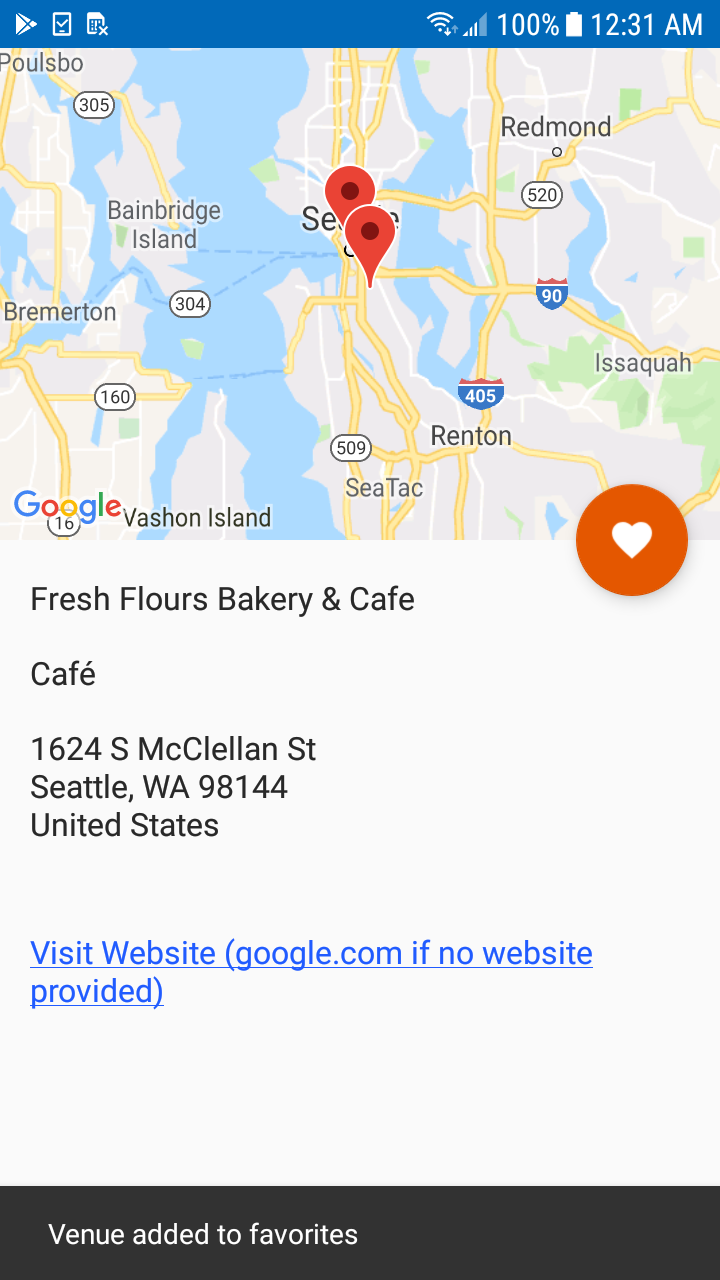 100% 12:31 AM
Poulsbo
305
Redmond
520
Bainbridge
Island
Se e
304
90
Bremerton
Issaquah
160
405
Renton
509
SeaTac
Google
16
Vashon Island
Fresh Flours Bakery & Cafe
Café
1624 S McClellan St
Seattle, WA 98144
United States
Visit Website (google.com if no website
provided)
Venue added to favorites